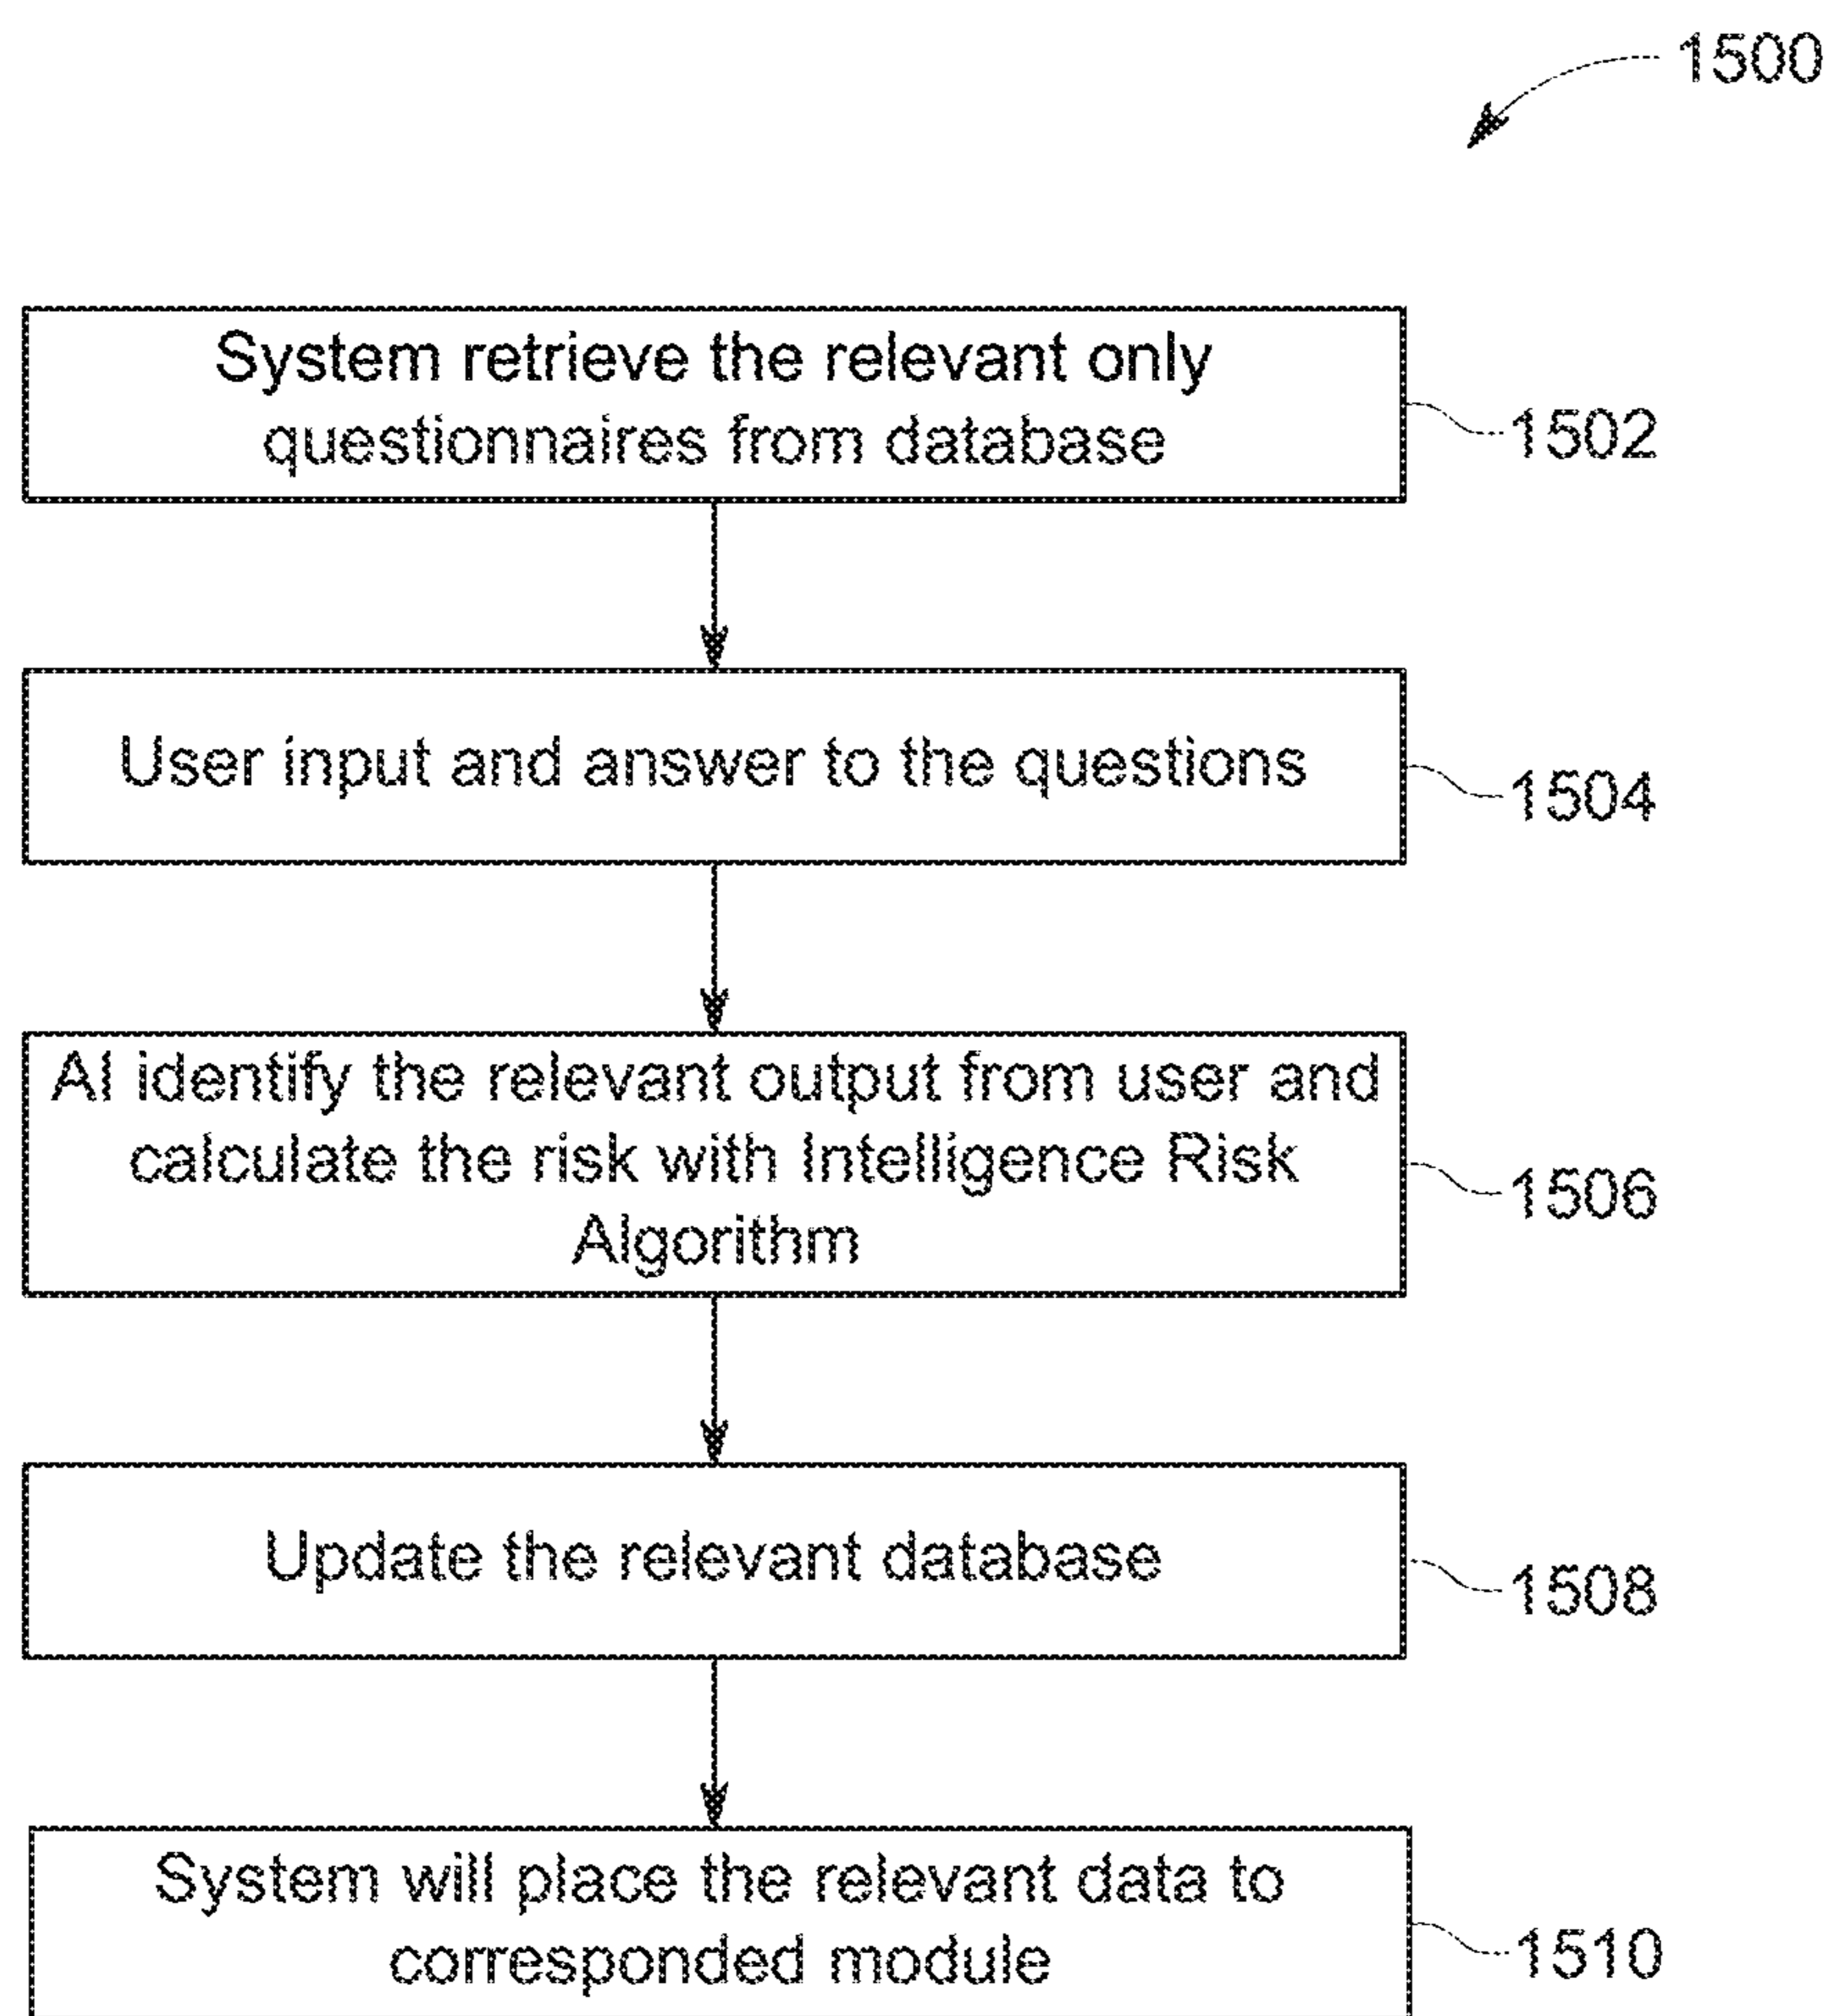 1500
System retrieve the relevant only
questionnaires from database
1502
User input and answer to the questions
1504
AI identify the relevant output from user and
calculate the risk with Intelligence Risk
Algorithm
1506
Update the relevant database
1508
System will place the relevant data to
corresponded module
1510